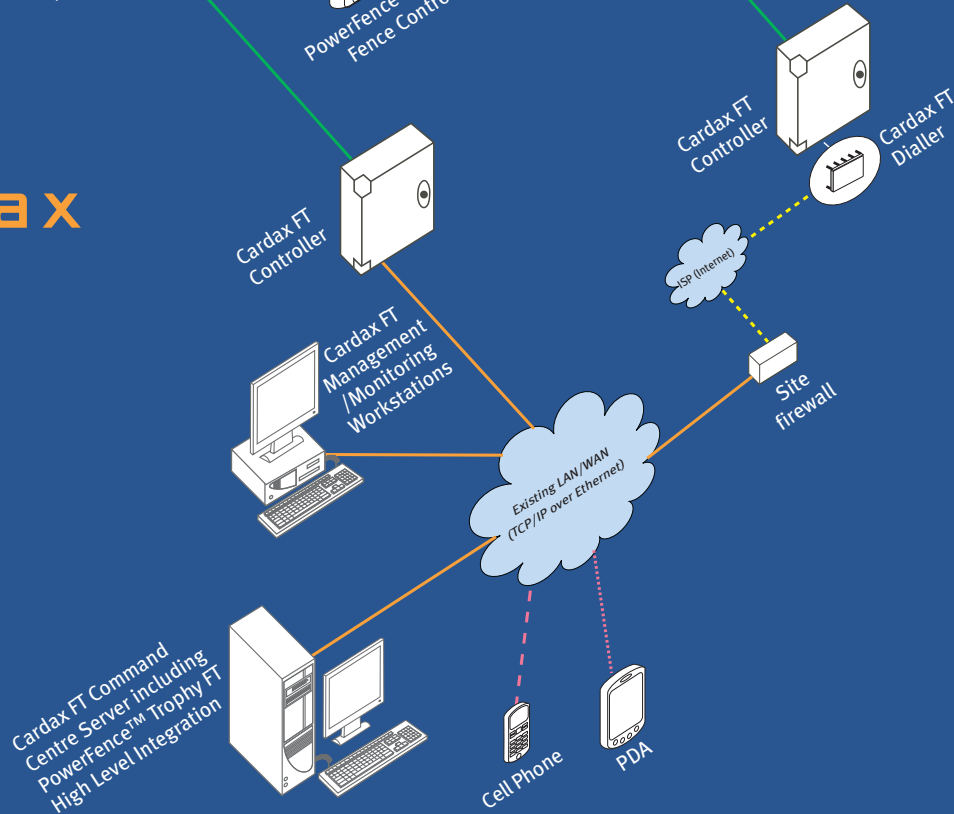 PowerFence
Fence Contro
Cardax FT
Controller
Cardax FT
Dialler
ax
Cardax FT
Controller
ISP (Internet)
Cardax FT
Management
/Monitoring
Workstations
Site
firewall
Existing LAN/WAN
(TCP/IP over Ethernet)
Cardax FT Command
Centre Server including
PowerFence™ Trophy FT
High Level Integration
Cell Phone
PDA